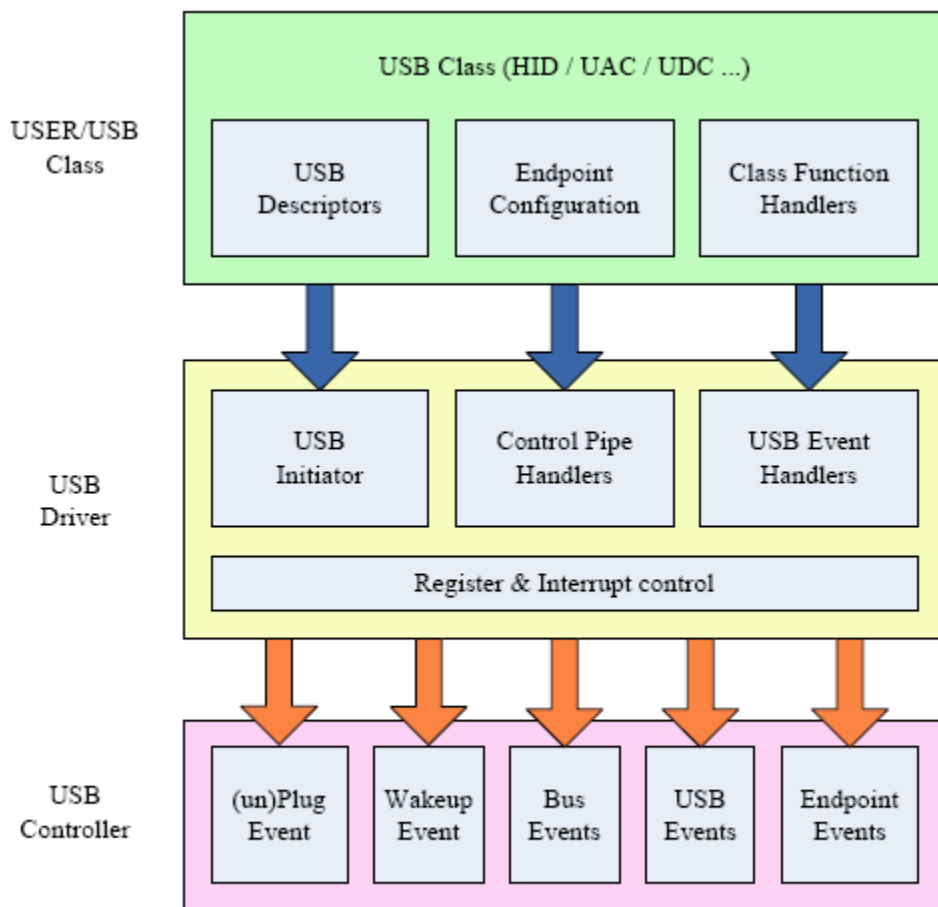 USB Class (HID / UAC / UDC ...)
USER/USB
Class
USB
Descriptors
Endpoint
Configuration
Class Function
Handlers
USB
Driver
USB
Initiator
Control Pipe
Handlers
USB Event
Handlers
Register & Interrupt control
USB
Controller
(un)Plug
Event
Wakeup
Event
Bus
Events
USB
Events
Endpoint
Events